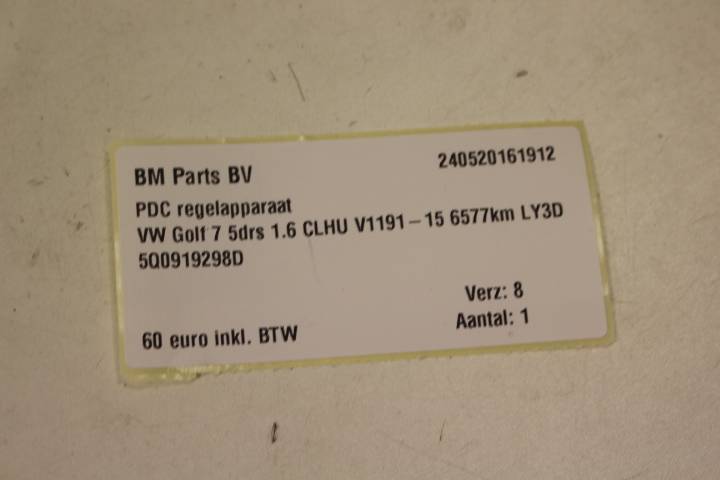 BM Parts BV
240520161912
PDC regelapparaat
VW Golf 7 5drs 1.6 CLHU V1191-15 6577km LY3D
5Q0919298D
Verz: 8
60 euro inkl. BTW
Aantal: 1